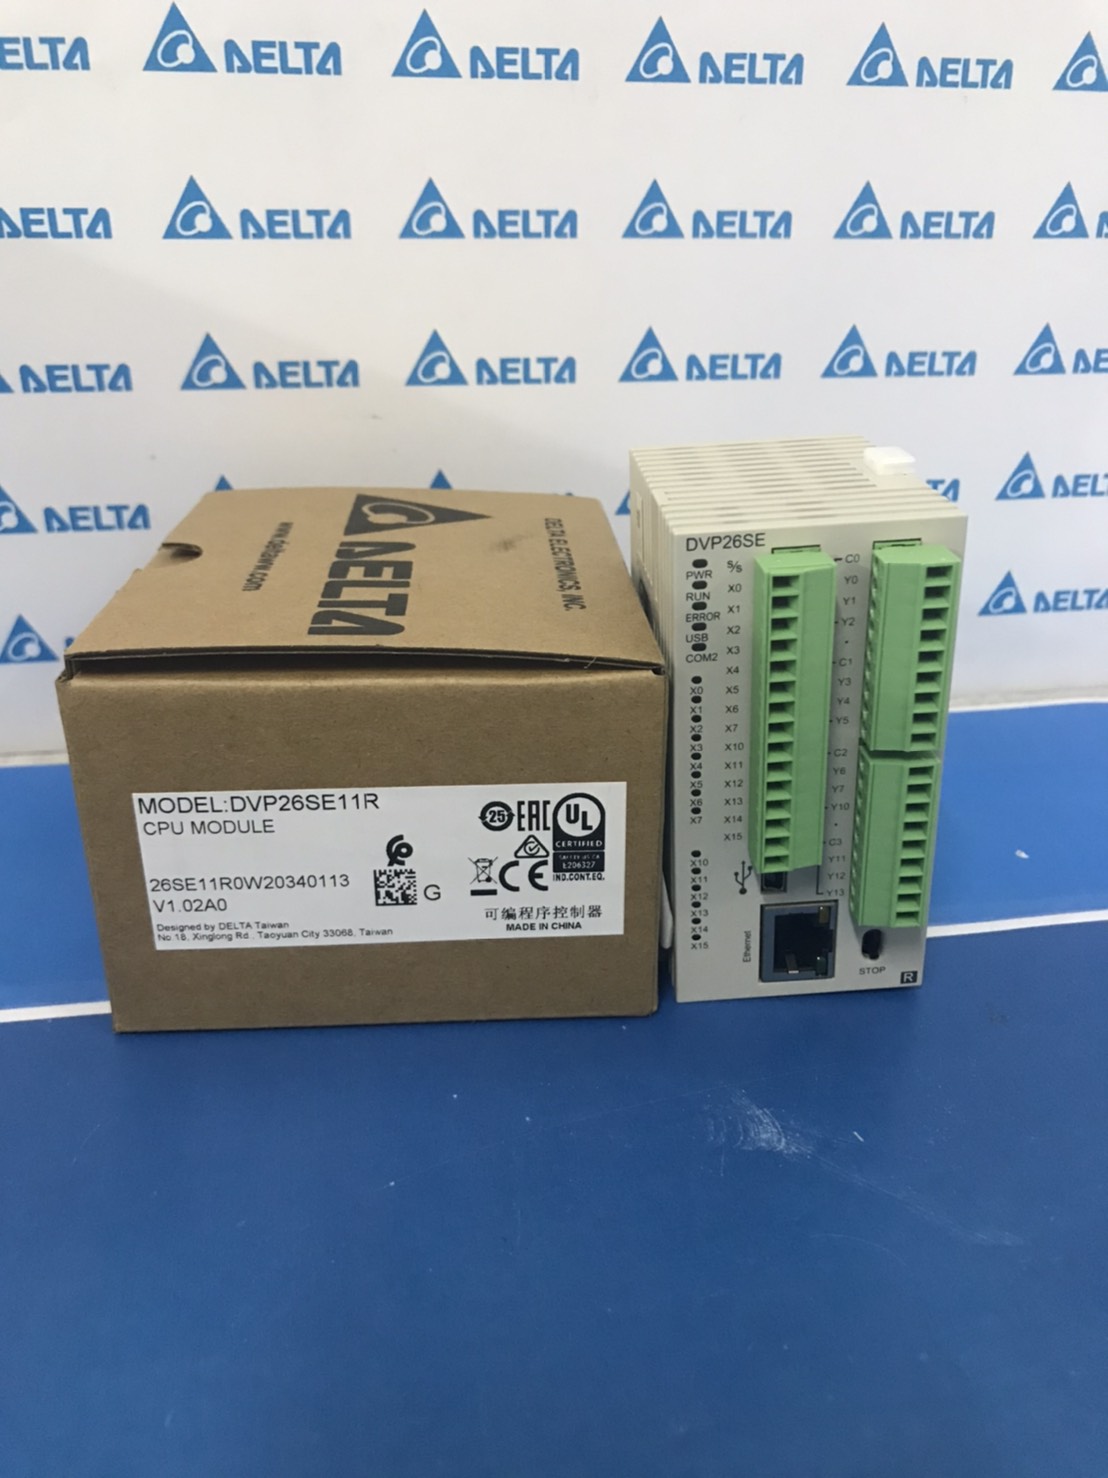 ELTA DELTA DELTA DELTA DELTA
DELTA DELTA DELTA DELTA
DELTA DELTA DELTA DELTA DELTA
DELTA
DELTA
DELTA
DELTA ELECTRONICS, INC.
DELTA
www.deltaww.com
MODEL:DVP26SE11R
CPU MODULE
26SE11R0W20340113
V1.02A0
Designed by DELTA Taiwan
No 18, Xinglong Rd., Taoyuan City 33068, Taiwan
G
25
EAC
UL
CERTIFIED
E206327
IND.CONT.EQ.
CE
可编程序控制器
MADE IN CHINA
DVP26SE
PWR
RUN
ERROR
USB
COM2
X0
X1
X2
X3
X4
X5
X6
X7
X10
X11
X12
X13
X14
X15
S/S
X0
X1
X2
X3
X4
X5
X6
X7
X10
X11
X12
X13
X14
X15
C0
Y0
Y1
Y2
C1
Y3
Y4
Y5
C2
Y6
Y7
Y10
C3
Y11
Y12
Y13
Ethernet
STOP
R